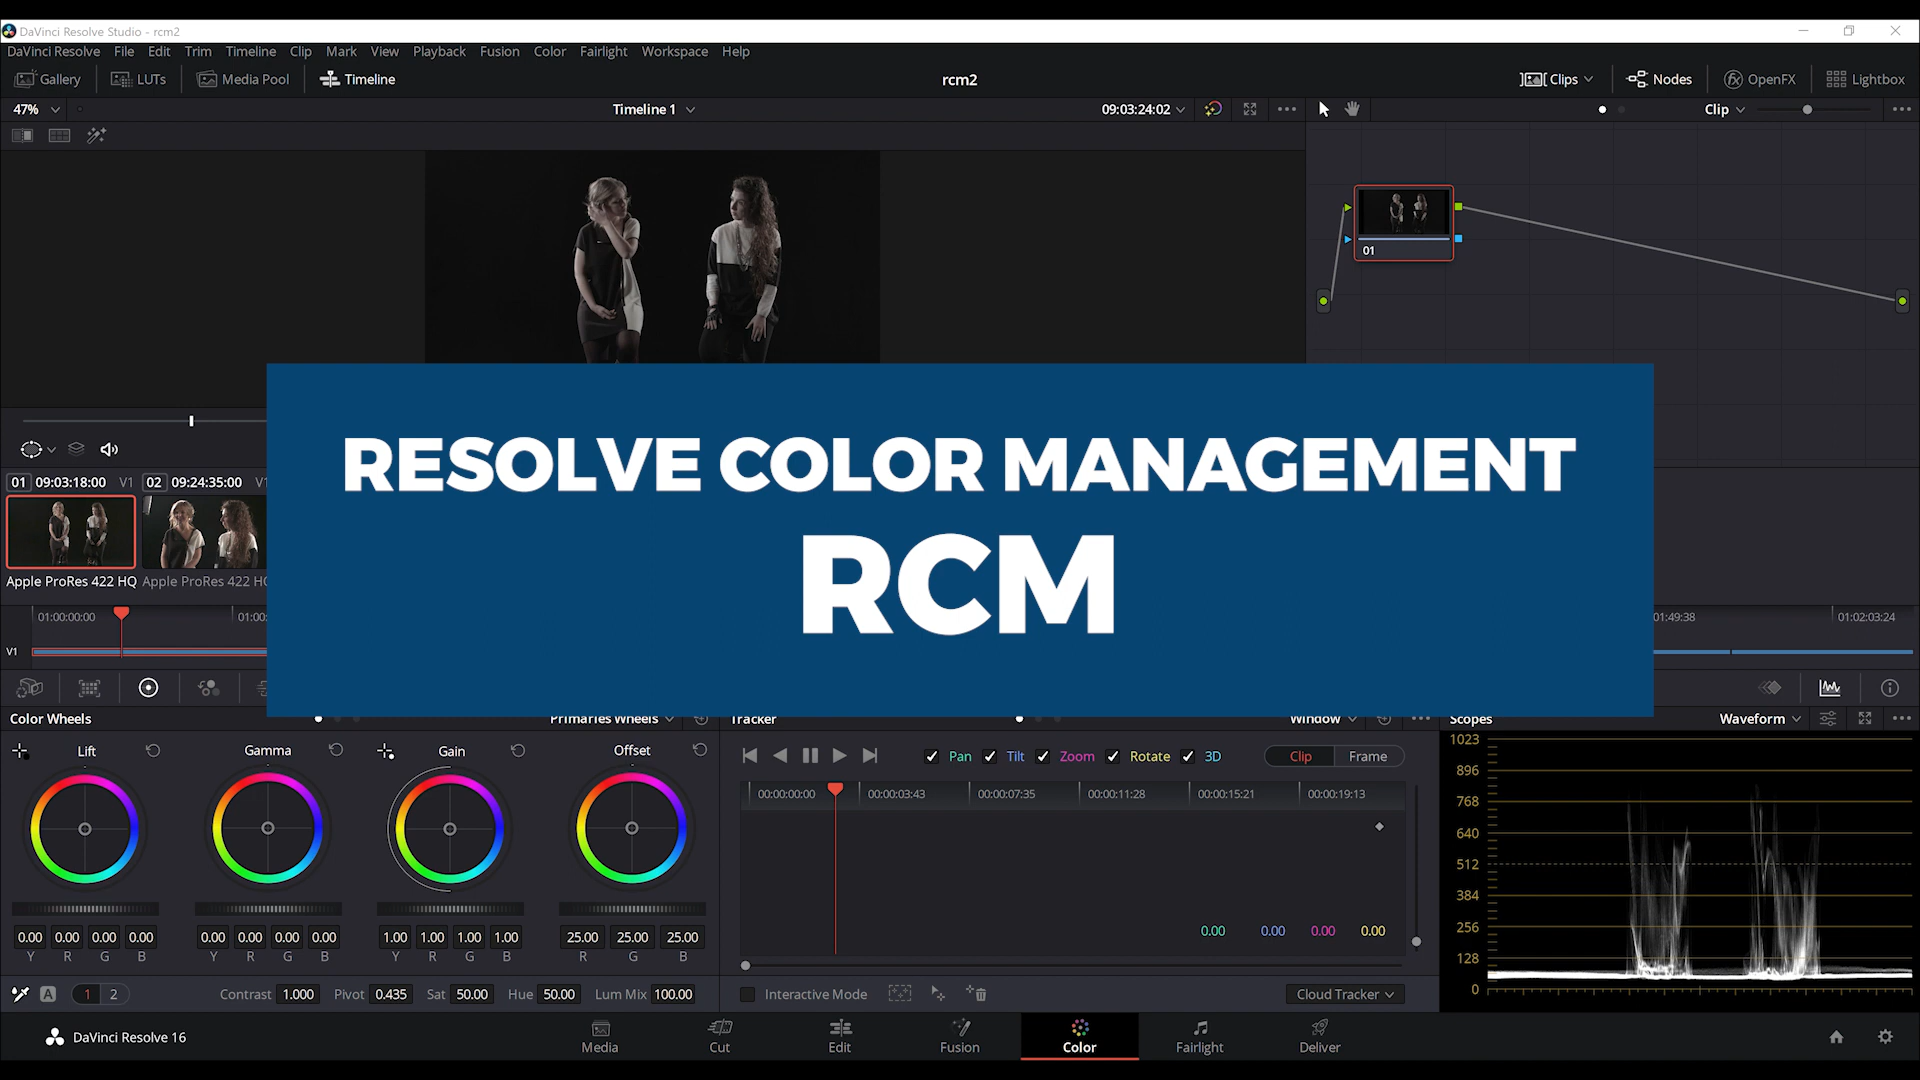 DaVinci Resolve Studio - rcm2
DaVinci Resolve File Edit Trim Timeline Clip Mark View Playback Fusion Color Fairlight Workspace Help
Gallery LUTs Media Pool Timeline rcm2 Clips Nodes OpenFX Lightbox
47% Timeline 1 09:03:24:02 Clip
01
RESOLVE COLOR MANAGEMENT
RCM
01 09:03:18:00 V1 02 09:24:35:00 V1
Apple ProRes 422 HQ Apple ProRes 422 HQ
01:00:00:00 01:00: 01:49:38 01:02:03:24
V1
Color Wheels Primaries Wheels Tracker Window Scopes Waveform
Lift Gamma Gain Offset
Pan Tilt Zoom Rotate 3D Clip Frame
00:00:00:00 00:00:03:43 00:00:07:35 00:00:11:28 00:00:15:21 00:00:19:13
1023
896
768
640
512
384
256
128
0
0.00 0.00 0.00 0.00
0.00 0.00 0.00 0.00 0.00 0.00 0.00 0.00 1.00 1.00 1.00 1.00 25.00 25.00 25.00
Y R G B Y R G B Y R G B R G B
A 1 2 Contrast 1.000 Pivot 0.435 Sat 50.00 Hue 50.00 Lum Mix 100.00
Interactive Mode Cloud Tracker
DaVinci Resolve 16 Media Cut Edit Fusion Color Fairlight Deliver